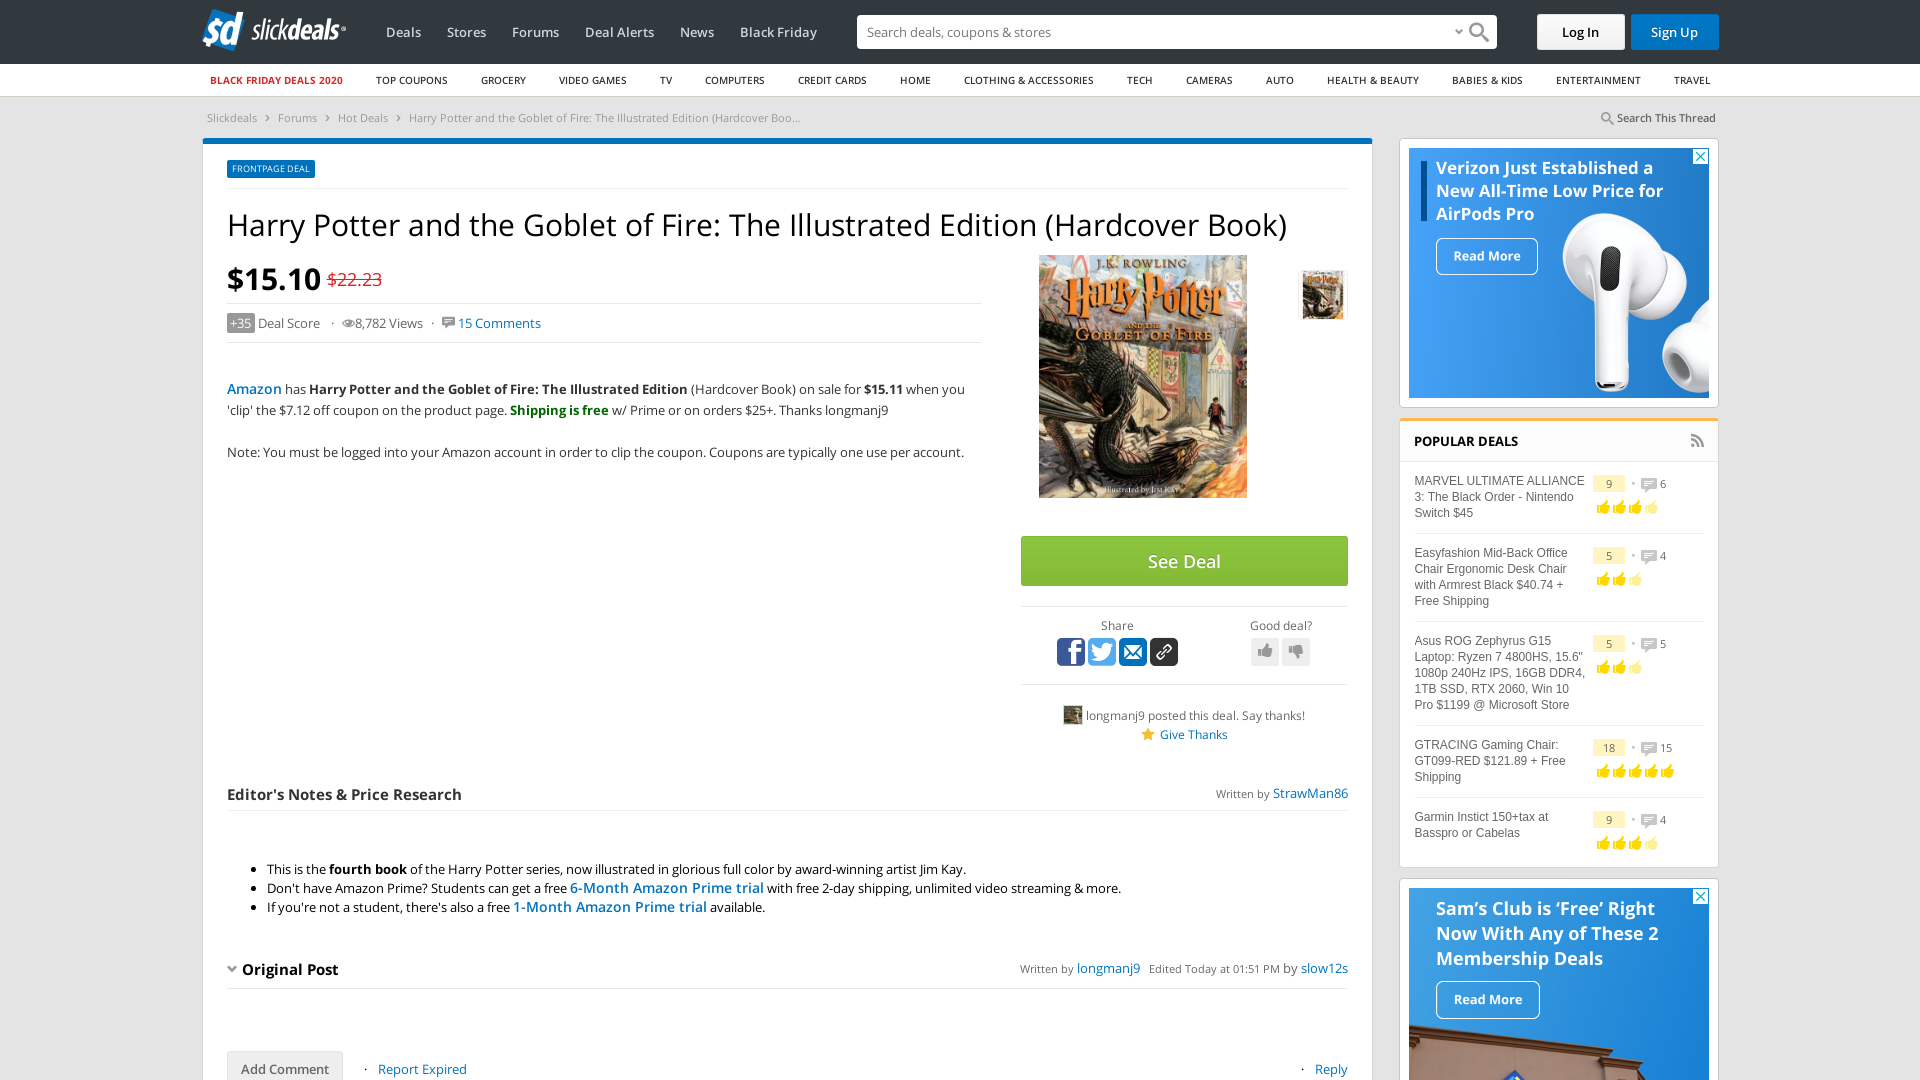 slickdeals
Deals
Stores
Forums
Deal Alerts
News
Black Friday
Search deals, coupons & stores
Log In
Sign Up
BLACK FRIDAY DEALS 2020
TOP COUPONS
GROCERY
VIDEO GAMES
TV
COMPUTERS
CREDIT CARDS
HOME
CLOTHING & ACCESSORIES
TECH
CAMERAS
AUTO
HEALTH & BEAUTY
BABIES & KIDS
ENTERTAINMENT
TRAVEL
Slickdeals › Forums › Hot Deals › Harry Potter and the Goblet of Fire: The Illustrated Edition (Hardcover Boo...
Search This Thread
FRONTPAGE DEAL
Harry Potter and the Goblet of Fire: The Illustrated Edition (Hardcover Book)
$15.10 $22.23
+35 Deal Score · 8,782 Views · 15 Comments
Amazon has Harry Potter and the Goblet of Fire: The Illustrated Edition (Hardcover Book) on sale for $15.11 when you
'clip' the $7.12 off coupon on the product page. Shipping is free w/ Prime or on orders $25+. Thanks longmanj9
Note: You must be logged into your Amazon account in order to clip the coupon. Coupons are typically one use per account.
J.K. ROWLING
Harry Potter
AND THE
GOBLET OF FIRE
Illustrated by Jim Kay
See Deal
Share
Good deal?
longmanj9 posted this deal. Say thanks!
Give Thanks
Editor's Notes & Price Research
Written by StrawMan86
• This is the fourth book of the Harry Potter series, now illustrated in glorious full color by award-winning artist Jim Kay.
• Don't have Amazon Prime? Students can get a free 6-Month Amazon Prime trial with free 2-day shipping, unlimited video streaming & more.
• If you're not a student, there's also a free 1-Month Amazon Prime trial available.
Original Post
Written by longmanj9 Edited Today at 01:51 PM by slow12s
Add Comment
· Report Expired
· Reply
Verizon Just Established a
New All-Time Low Price for
AirPods Pro
Read More
POPULAR DEALS
MARVEL ULTIMATE ALLIANCE
3: The Black Order - Nintendo
Switch $45
9 • 6
Easyfashion Mid-Back Office
Chair Ergonomic Desk Chair
with Armrest Black $40.74 +
Free Shipping
5 • 4
Asus ROG Zephyrus G15
Laptop: Ryzen 7 4800HS, 15.6"
1080p 240Hz IPS, 16GB DDR4,
1TB SSD, RTX 2060, Win 10
Pro $1199 @ Microsoft Store
5 • 5
GTRACING Gaming Chair:
GT099-RED $121.89 + Free
Shipping
18 • 15
Garmin Instict 150+tax at
Basspro or Cabelas
9 • 4
Sam's Club is ‘Free’ Right
Now With Any of These 2
Membership Deals
Read More